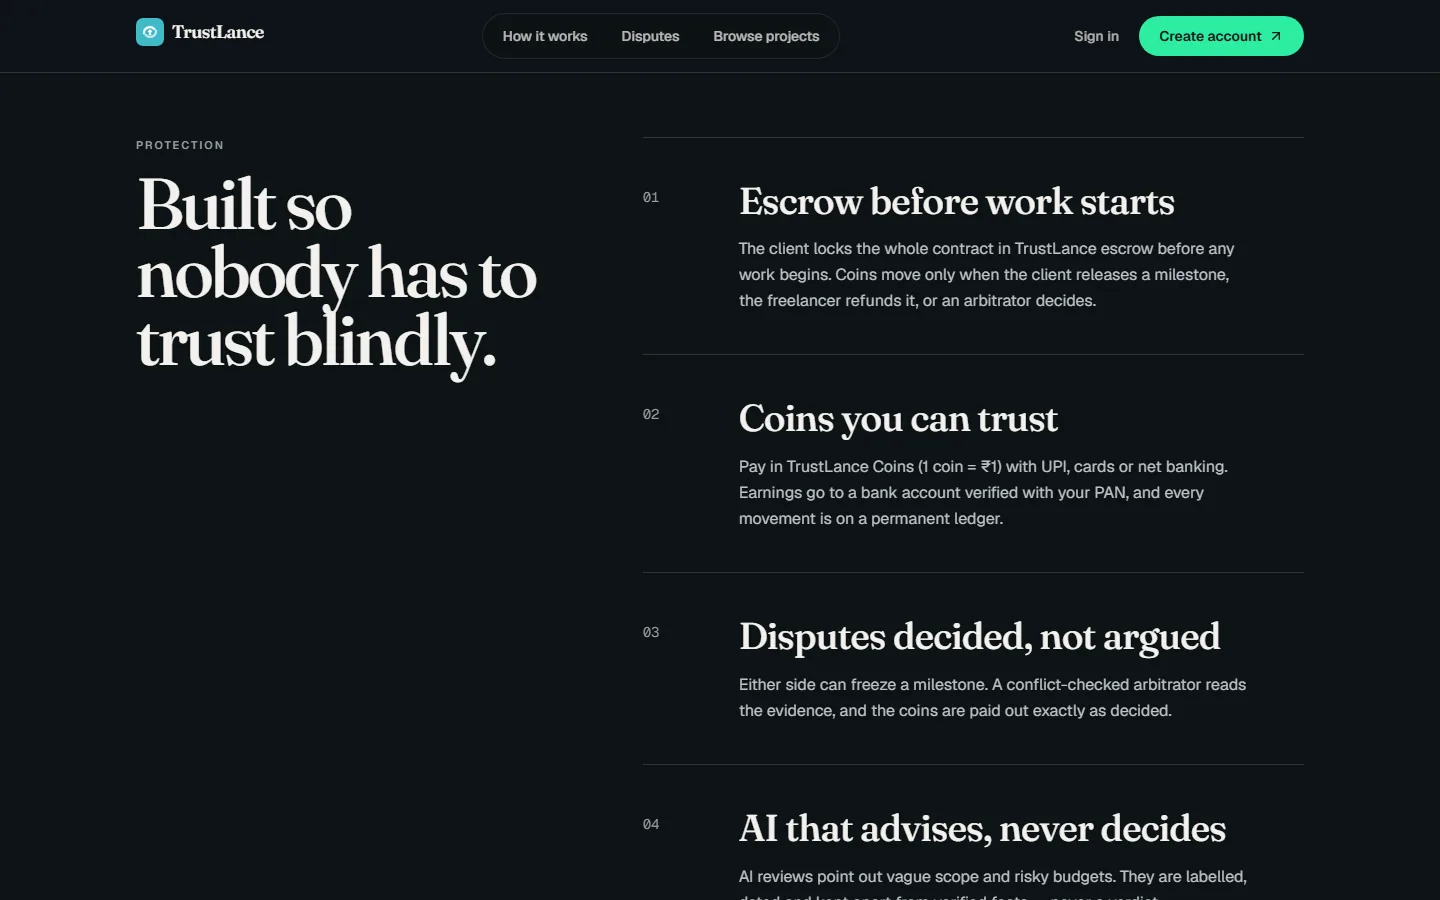 TrustLance
How it works
Disputes
Browse projects
Sign in
Create account
PROTECTION
Built so
nobody has to
trust blindly.
01
Escrow before work starts
The client locks the whole contract in TrustLance escrow before any
work begins. Coins move only when the client releases a milestone,
the freelancer refunds it, or an arbitrator decides.
02
Coins you can trust
Pay in TrustLance Coins (1 coin = ₹1) with UPI, cards or net banking.
Earnings go to a bank account verified with your PAN, and every
movement is on a permanent ledger.
03
Disputes decided, not argued
Either side can freeze a milestone. A conflict-checked arbitrator reads
the evidence, and the coins are paid out exactly as decided.
04
AI that advises, never decides
AI reviews point out vague scope and risky budgets. They are labelled,